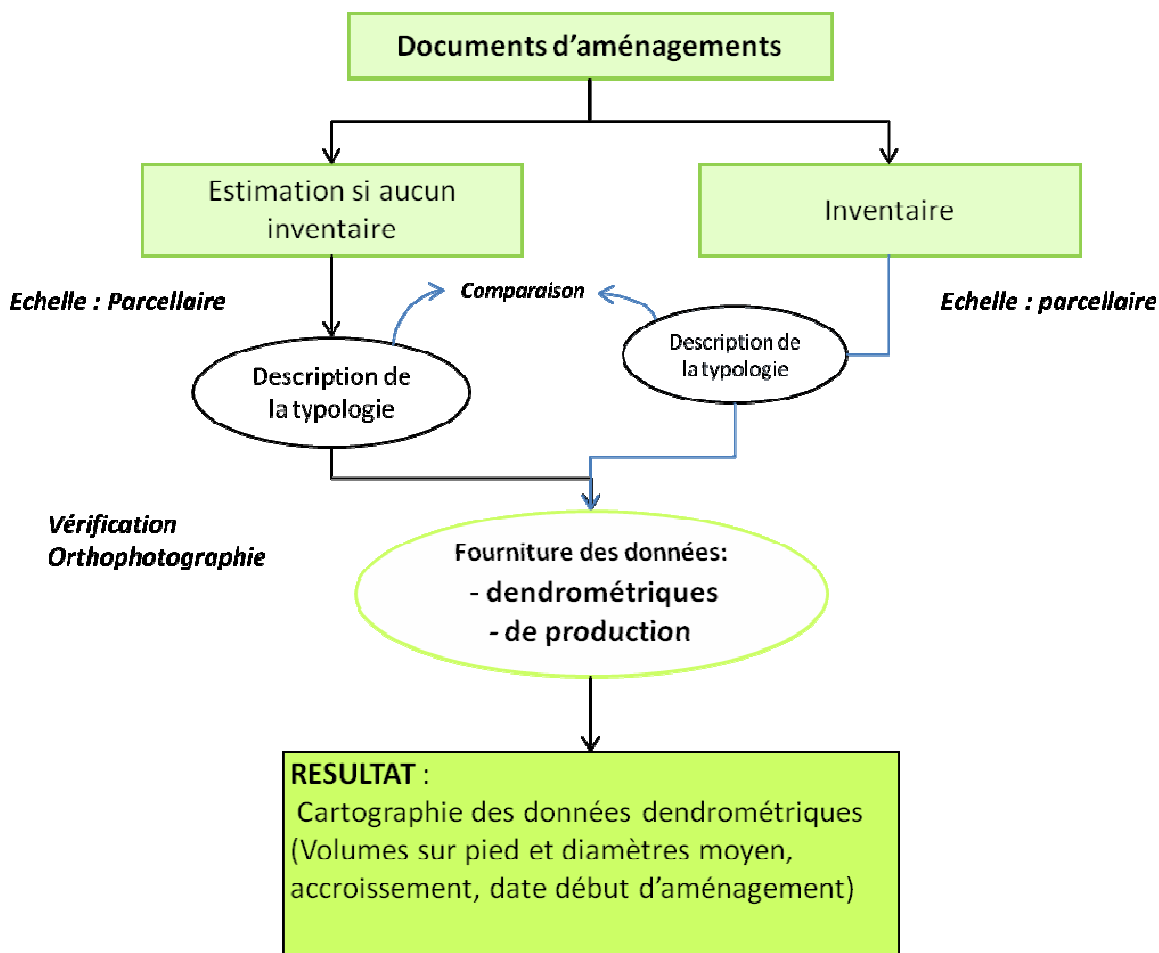 Documents d’aménagements
Estimation si aucun
inventaire
Inventaire
Echelle : Parcellaire
Comparaison
Echelle : parcellaire
Description de
la typologie
Description de
la typologie
Vérification
Orthophotographie
Fourniture des données:
- dendrométriques
- de production
RESULTAT :
Cartographie des données dendrométriques
(Volumes sur pied et diamètres moyen,
accroissement, date début d’aménagement)